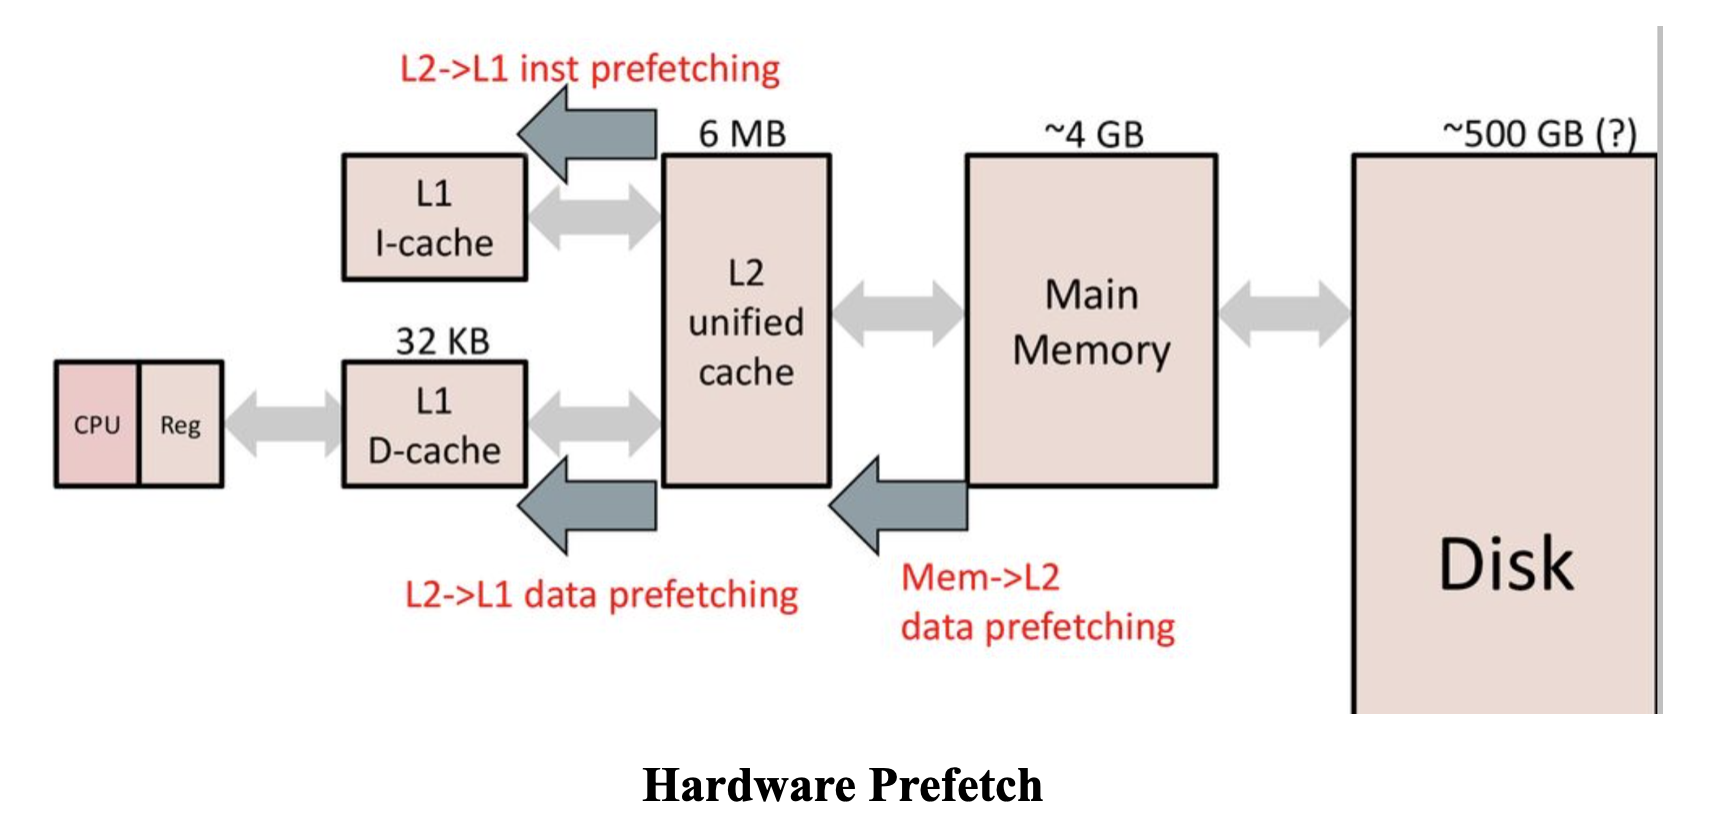 L2->L1 inst prefetching
6 MB
~4 GB
~500 GB (?)
L1
I-cache
L2
unified
cache
Main
Memory
32 KB
CPU
Reg
L1
D-cache
Disk
L2->L1 data prefetching
Mem->L2
data prefetching
Hardware Prefetch